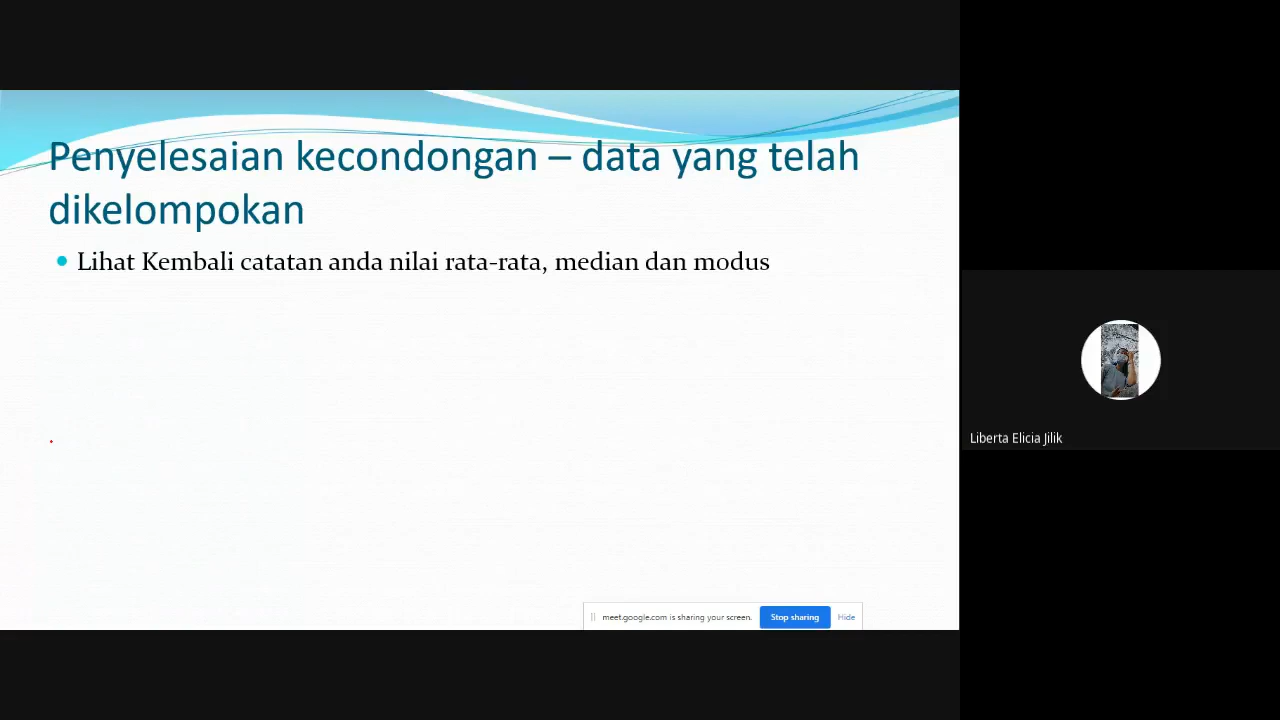 Penyelesaian kecondongan – data yang telah
dikelompokan
Lihat Kembali catatan anda nilai rata-rata, median dan modus
Liberta Elicia Jilik
meet.google.com is sharing your screen.
Stop sharing
Hide